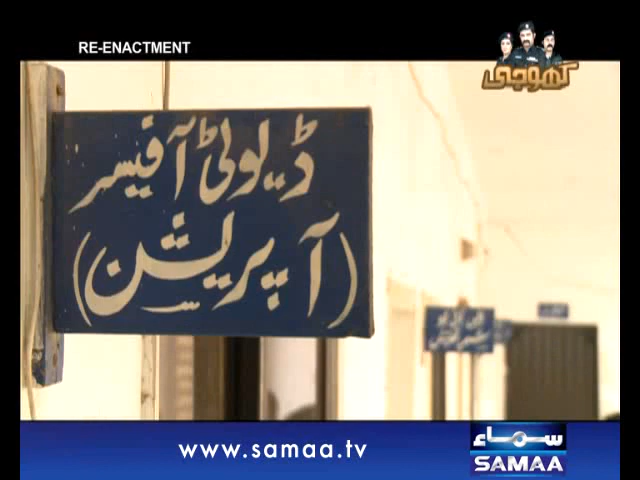 RE-ENACTMENT
کھوجی
ڈیوٹی آفیسر
(آپریشن)
www.samaa.tv
سماء
SAMAA